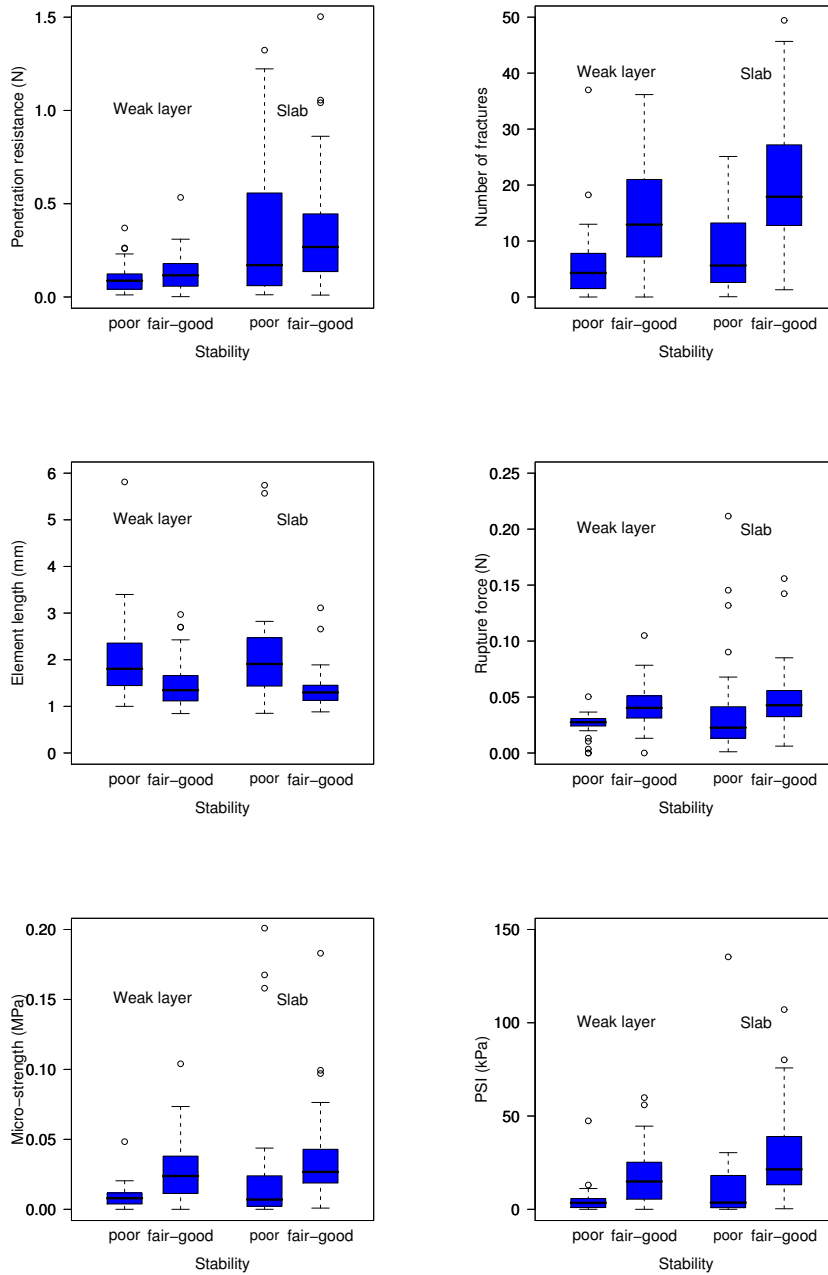 Penetration resistance (N)
1.5
1.0
0.5
0.0
Weak layer
Slab
poor fair-good poor fair-good
Stability
Number of fractures
50
40
30
20
10
0
Weak layer
Slab
poor fair-good poor fair-good
Stability
Element length (mm)
6
5
4
3
2
1
0
Weak layer
Slab
poor fair-good poor fair-good
Stability
Rupture force (N)
0.25
0.20
0.15
0.10
0.05
0.00
Weak layer
Slab
poor fair-good poor fair-good
Stability
Micro-strength (MPa)
0.20
0.15
0.10
0.05
0.00
Weak layer
Slab
poor fair-good poor fair-good
Stability
PSI (kPa)
150
100
50
0
Weak layer
Slab
poor fair-good poor fair-good
Stability